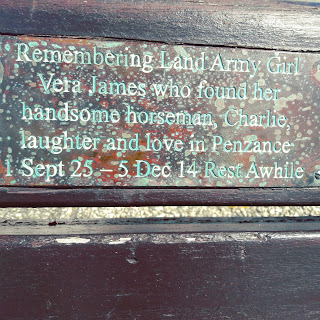 Remembering Land Army Girl
Vera James who found her
handsome horseman, Charlie,
laughter and love in Penzance
1 Sept 25 – 5 Dec 14 Rest Awhile